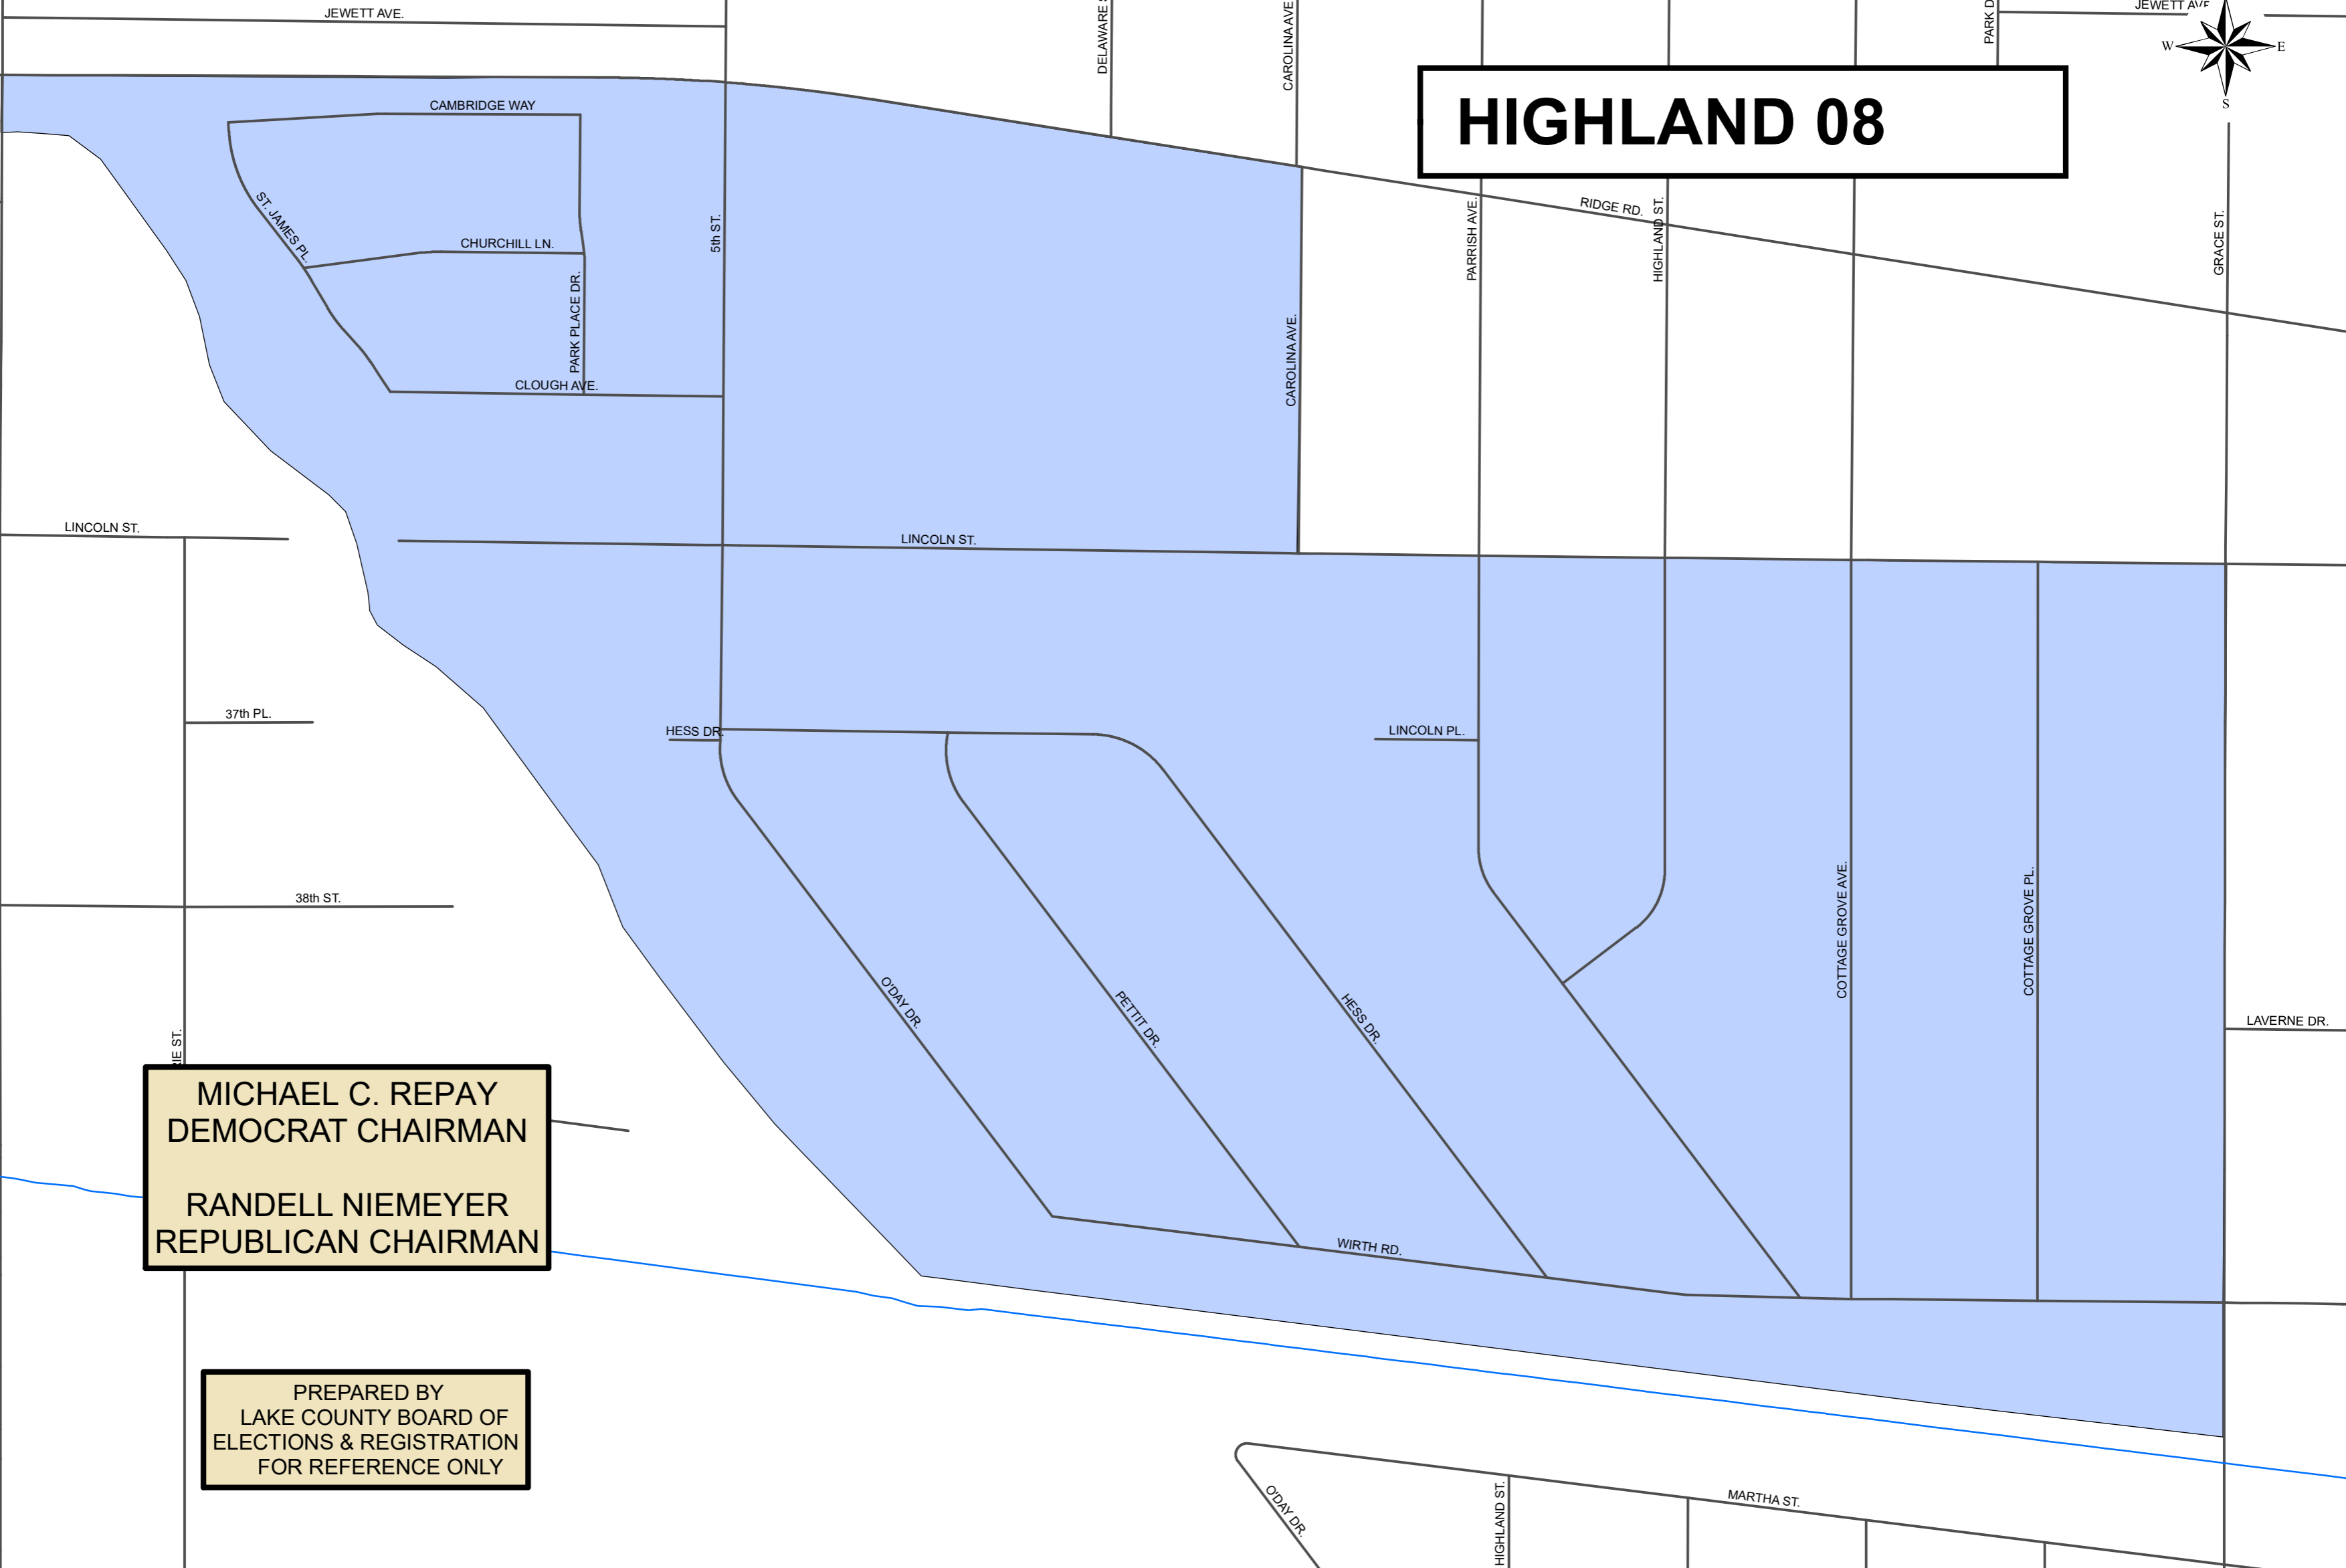 JEWETT AVE.
DELAWARE S
CAROLINA AVE
PARK D
JEWETT AVE
W
E
S
HIGHLAND 08
CAMBRIDGE WAY
ST. JAMES PL.
CHURCHILL LN.
PARK PLACE DR.
5th ST.
CLOUGH AVE.
CAROLINA AVE.
PARRISH AVE.
RIDGE RD.
HIGHLAND ST.
GRACE ST.
LINCOLN ST.
LINCOLN ST.
37th PL.
HESS DR.
LINCOLN PL.
38th ST.
O'DAY DR.
PETTIT DR.
HESS DR.
COTTAGE GROVE AVE.
COTTAGE GROVE PL.
LAVERNE DR.
RIE ST.
WIRTH RD.
MICHAEL C. REPAY
DEMOCRAT CHAIRMAN
RANDELL NIEMEYER
REPUBLICAN CHAIRMAN
PREPARED BY
LAKE COUNTY BOARD OF
ELECTIONS & REGISTRATION
FOR REFERENCE ONLY
O'DAY DR.
HIGHLAND ST.
MARTHA ST.